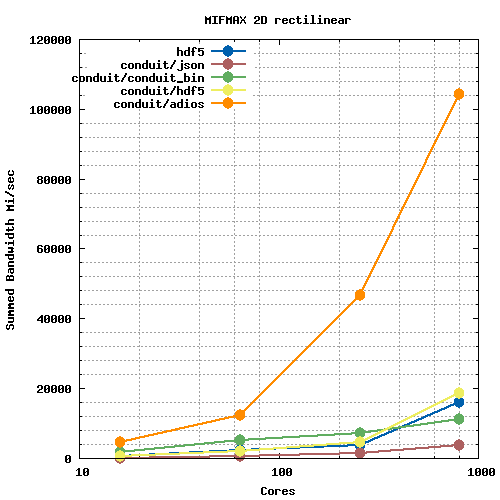 MIFMAX 2D rectilinear
hdf5
conduit/json
conduit/conduit_bin
conduit/hdf5
conduit/adios
120000
100000
80000
60000
40000
20000
0
Summed Bandwidth Mi/sec
10 100 1000
Cores